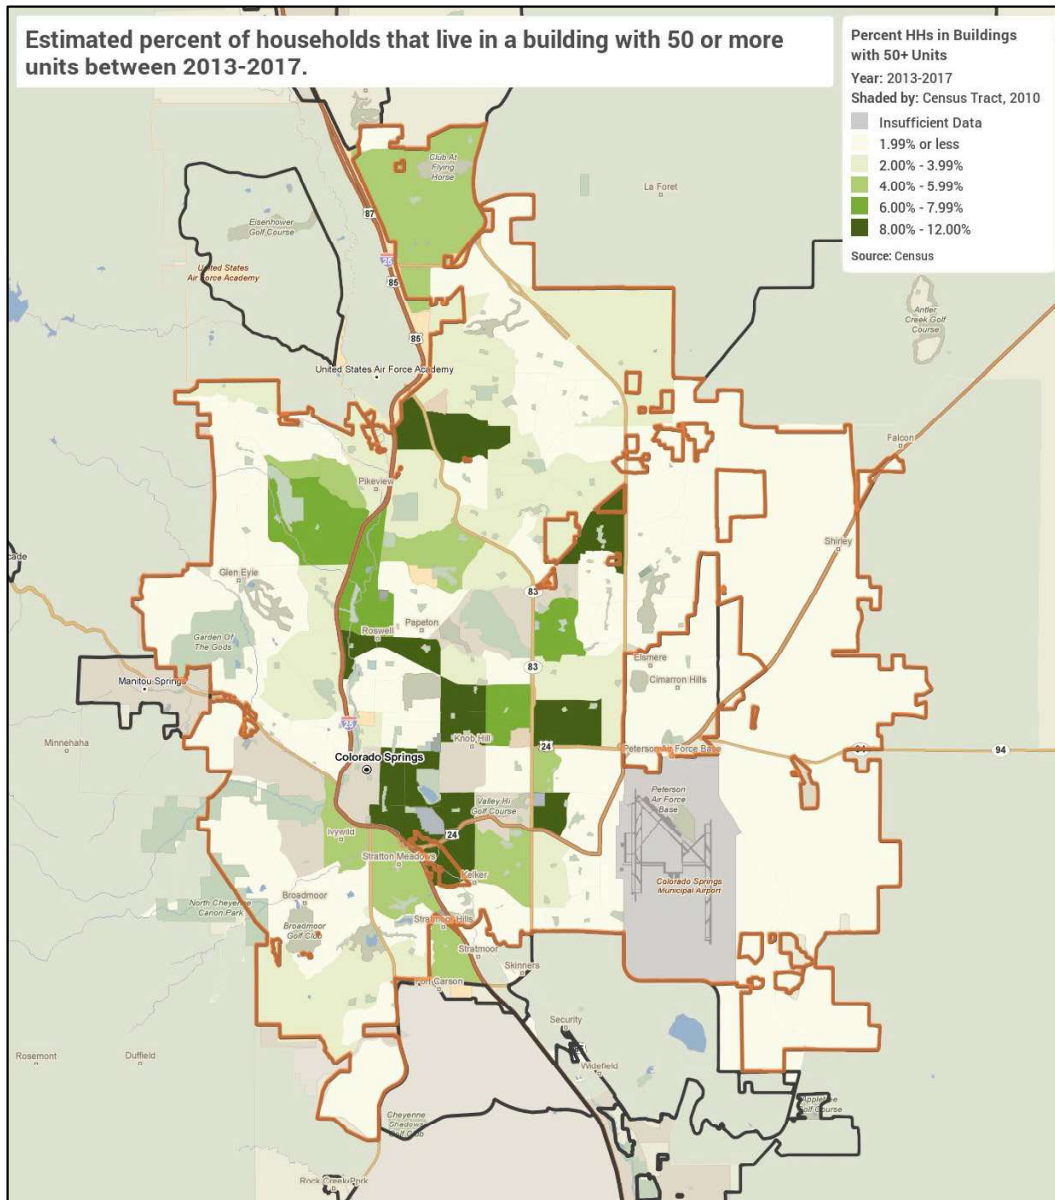 Estimated percent of households that live in a building with 50 or more
units between 2013-2017.
Percent HHs in Buildings
with 50+ Units
Year: 2013-2017
Shaded by: Census Tract, 2010
Insufficient Data
1.99% or less
2.00% - 3.99%
4.00% - 5.99%
6.00% - 7.99%
8.00% - 12.00%
Source: Census
Club At
Flying
Horse
La Foret
87
Eisenhower
Golf Course
25
United States
Air Force Academy
85
Antler
Creek Golf
Course
85
United States Air Force Academy
Falcon
Pikeview
Shirley
cade
Glen Eyie
83
Papeton
Roswell
Garden Of
The Gods
Elsmere
83
Cimarron Hills
Manitou Springs
25
Minnehaha
Knob Hill
24
Peterson Air Force Base
94
Colorado Springs
Peterson
Air Force
Base
Valley Hi
Golf Course
Ivywild
24
Stratton Meadows
Kelker
Colorado Springs
Municipal Airport
Broadmoor
North Cheyenne
Canon Park
Broadmoor
Golf Club
Stratmoor Hills
Stratmoor
Skinners
Fort Carson
Security
Rosemont
Duffield
Widefield
Appletree
Golf Course
Cheyenne
Shadows
Golf Club
Rock Creek Park